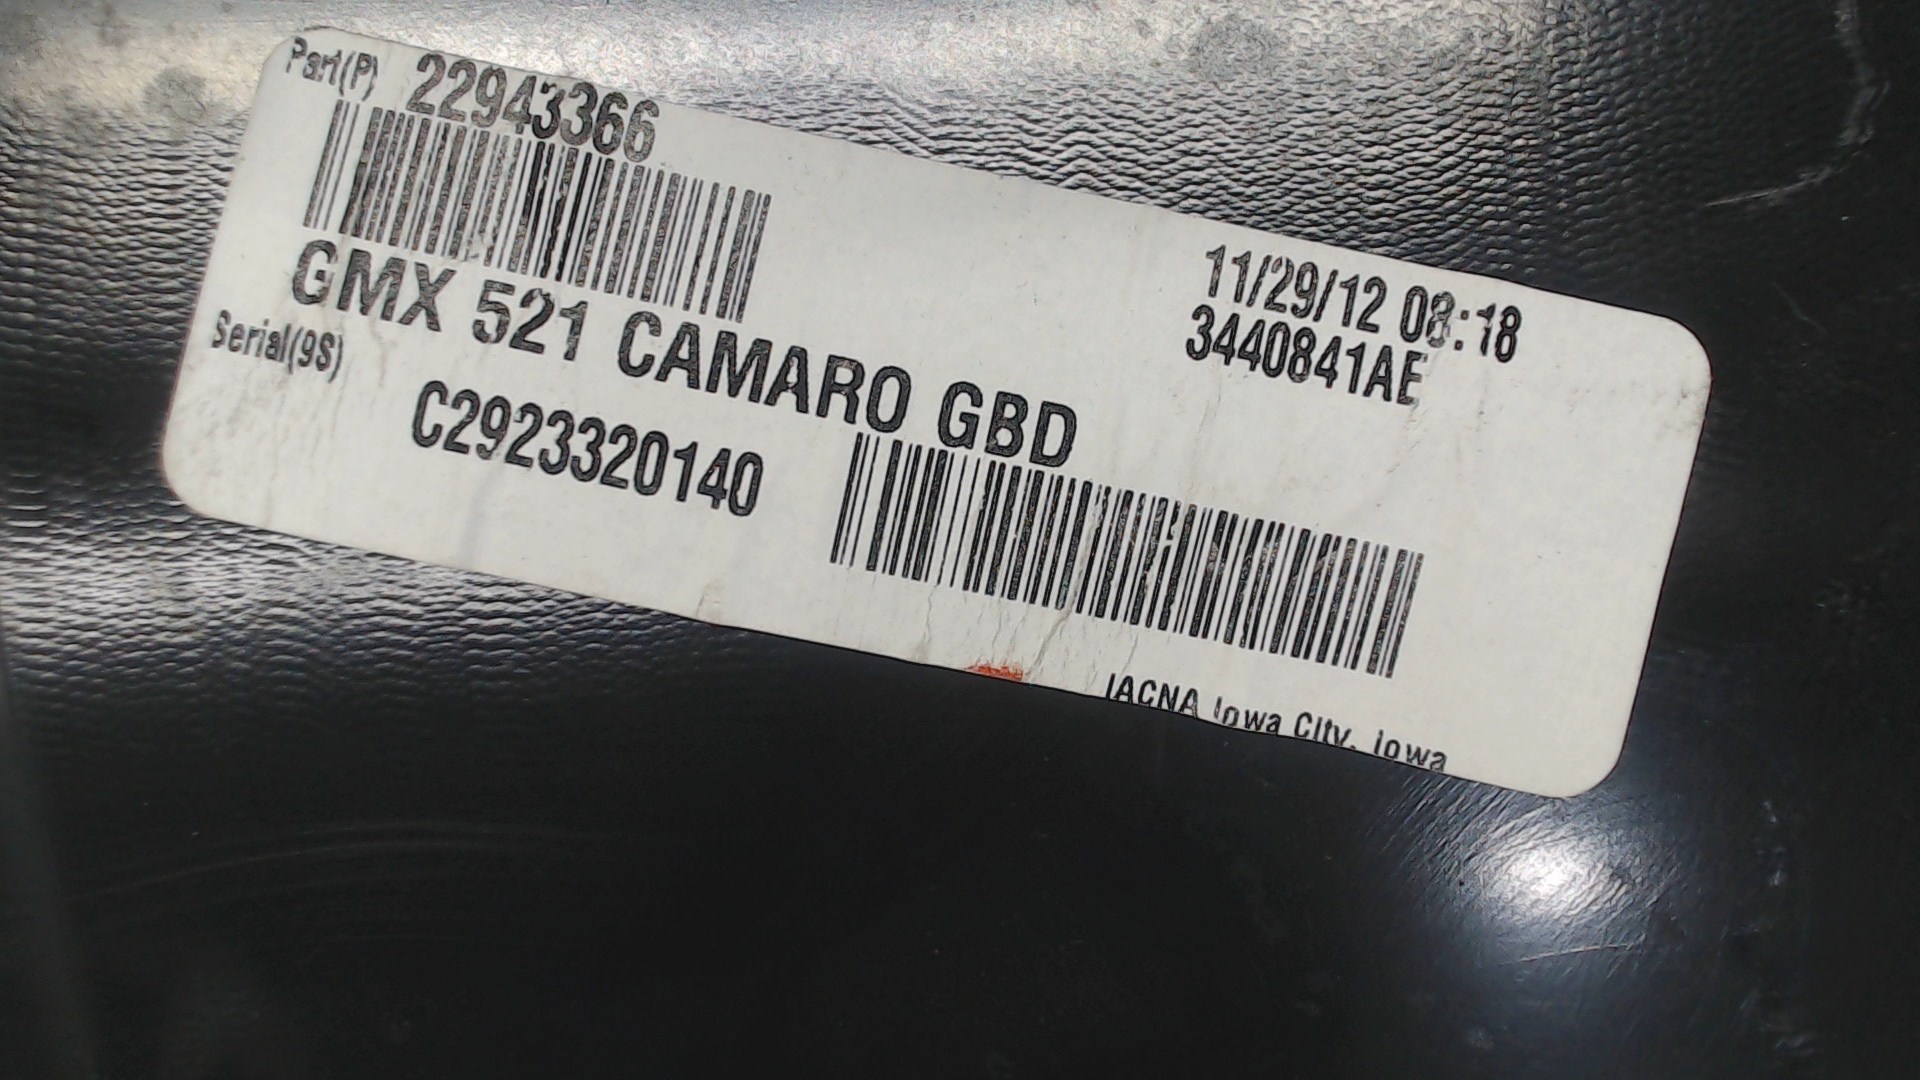 Part(P) 22943366
11/29/12 08:18
3440841AE
GMX 521 CAMARO GBD
Serial(9S)
C2923320140
IACNA Iowa City, Iowa